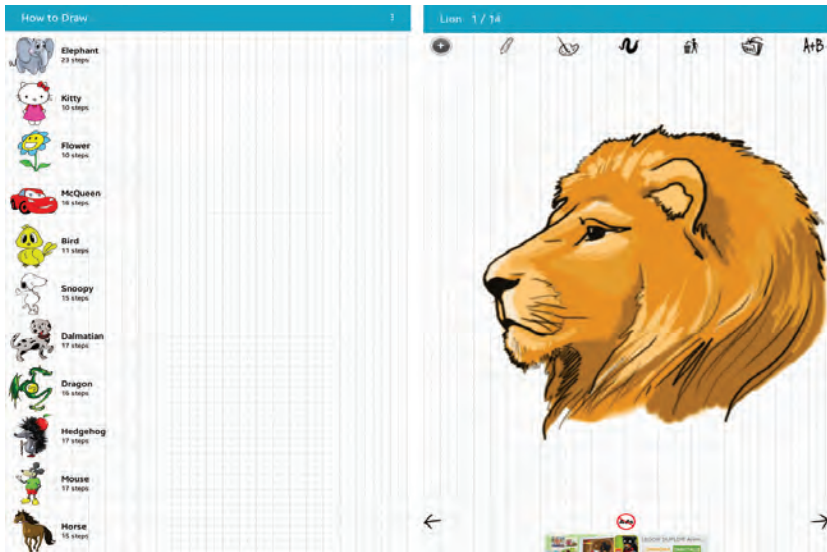 How to Draw
1
Elephant
23 steps
Kitty
10 steps
Flower
10 steps
McQueen
16 steps
Bird
11 steps
Snoopy
15 steps
Dalmatian
17 steps
Dragon
16 steps
Hedgehog
17 steps
Mouse
17 steps
Horse
15 steps
Lion 1 / 14
A+B
Ads